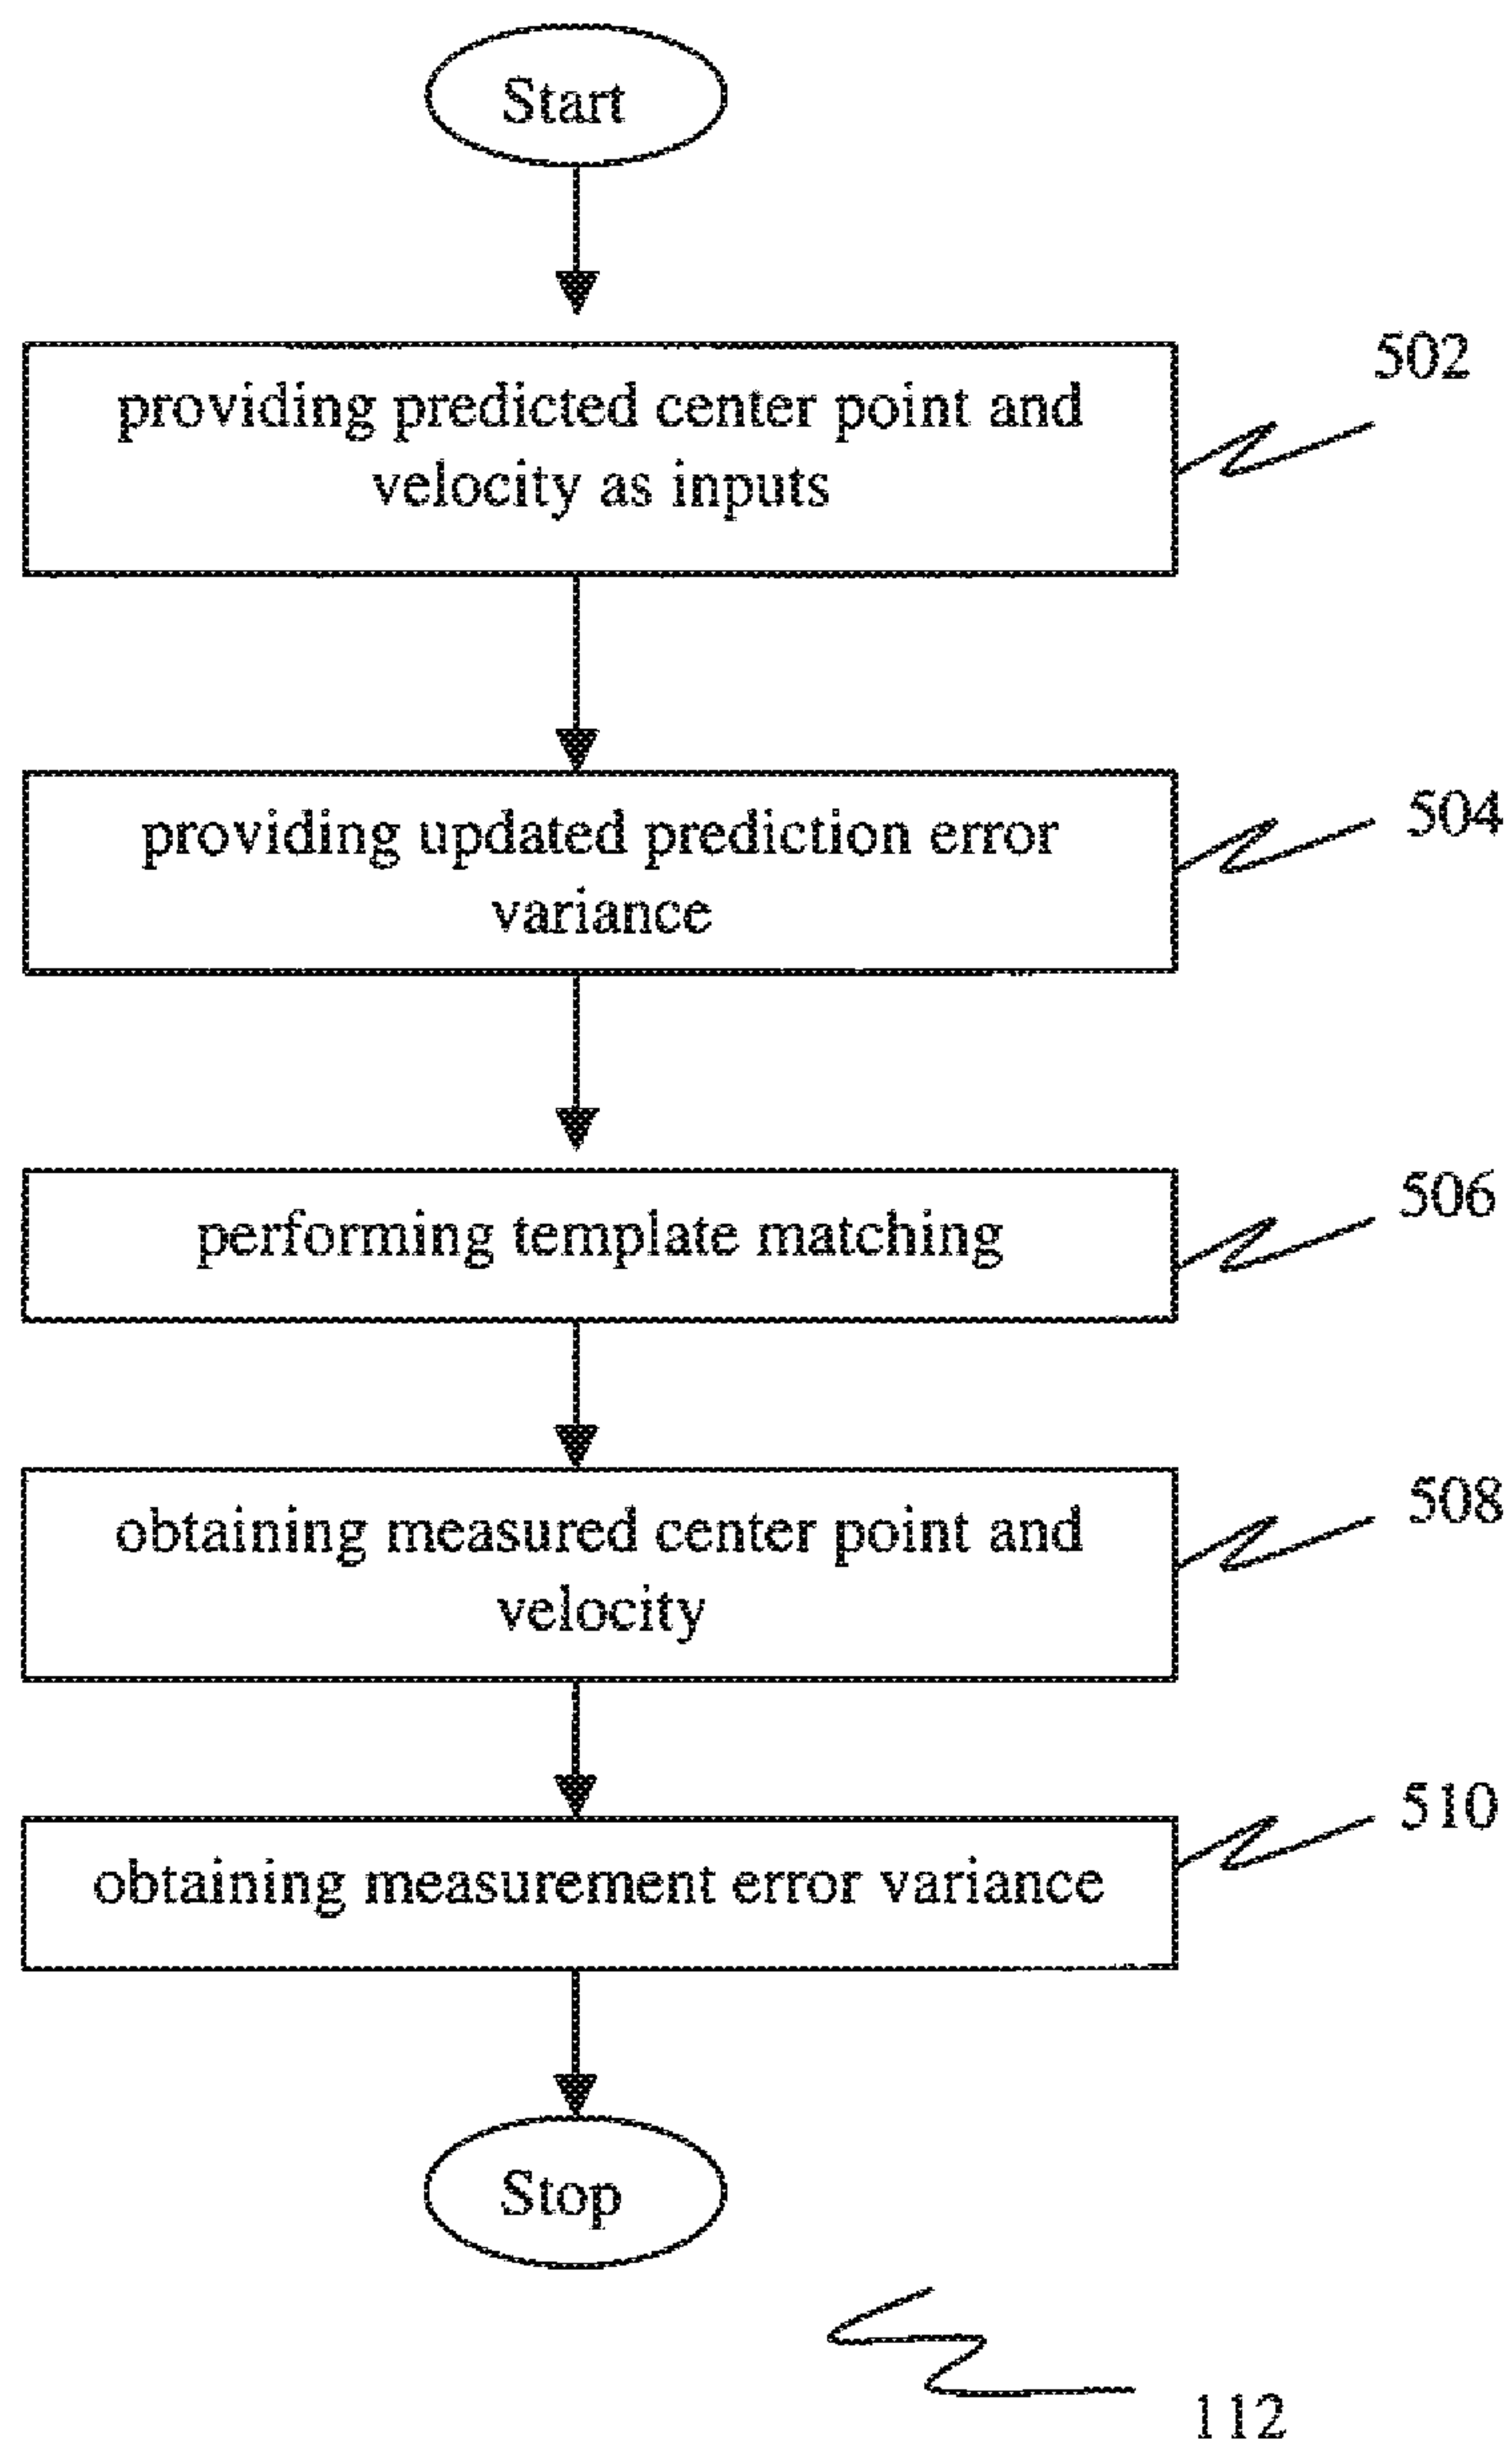 Start
502
providing predicted center point and
velocity as inputs
504
providing updated prediction error
variance
506
performing template matching
508
obtaining measured center point and
velocity
510
obtaining measurement error variance
Stop
112